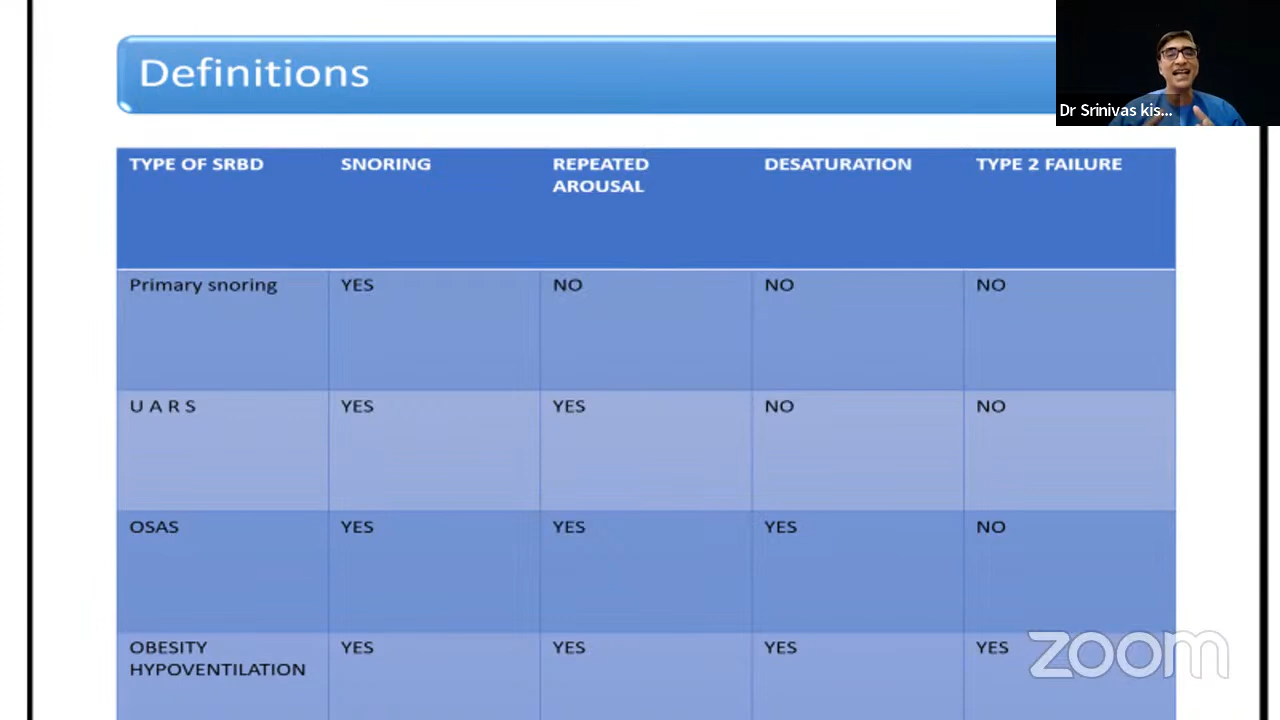 Definitions
Dr Srinivas kis...
TYPE OF SRBD SNORING REPEATED AROUSAL DESATURATION TYPE 2 FAILURE
Primary snoring YES NO NO NO
U A R S YES YES NO NO
OSAS YES YES YES NO
OBESITY HYPOVENTILATION YES YES YES YES
zoom